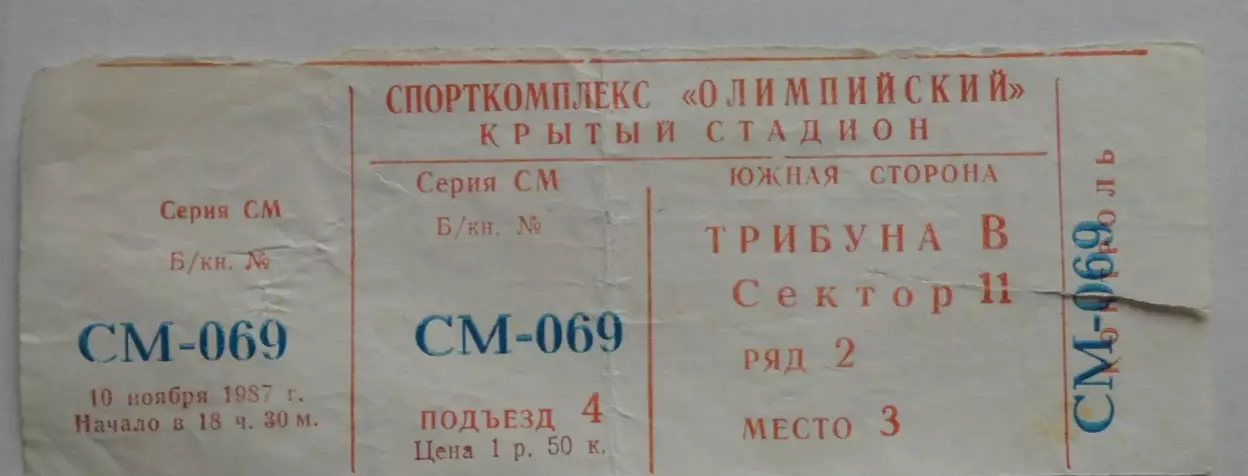 Серия СМ
Б/кн. №
СМ-069
10 ноября 1987 г.
Начало в 18 ч. 30 м.
СПОРТКОМПЛЕКС «ОЛИМПИЙСКИЙ»
КРЫТЫЙ СТАДИОН
Серия СМ
Б/кн. №
СМ-069
ПОДЪЕЗД 4
Цена 1 р. 50 к.
ЮЖНАЯ СТОРОНА
ТРИБУНА В
Сектор 11
РЯД 2
МЕСТО 3
Контроль
СМ-069